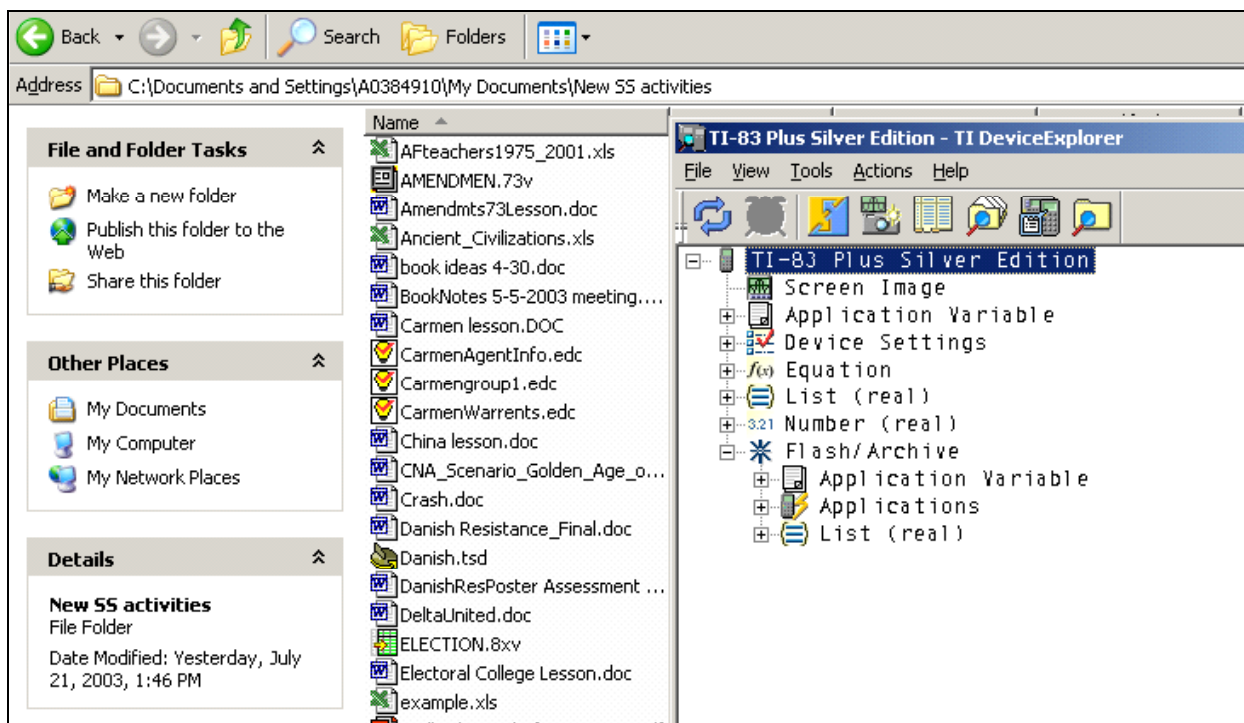 Back
Search
Folders
Address
C:\Documents and Settings\A0384910\My Documents\New SS activities
File and Folder Tasks
Make a new folder
Publish this folder to the
Web
Share this folder
Other Places
My Documents
My Computer
My Network Places
Details
New SS activities
File Folder
Date Modified: Yesterday, July
21, 2003, 1:46 PM
Name
AFteachers1975_2001.xls
AMENDMEN.73v
Amendmts73Lesson.doc
Ancient_Civilizations.xls
book ideas 4-30.doc
BookNotes 5-5-2003 meeting....
Carmen lesson.DOC
CarmenAgentInfo.edc
Carmengroup1.edc
CarmenWarrents.edc
China lesson.doc
CNA_Scenario_Golden_Age_o...
Crash.doc
Danish Resistance_Final.doc
Danish.tsd
DanishResPoster Assessment ...
DeltaUnited.doc
ELECTION.8xv
Electoral College Lesson.doc
example.xls
TI-83 Plus Silver Edition - TI DeviceExplorer
File View Tools Actions Help
TI-83 Plus Silver Edition
Screen Image
Application Variable
Device Settings
f(x) Equation
List (real)
3.21 Number (real)
Flash/Archive
Application Variable
Applications
List (real)